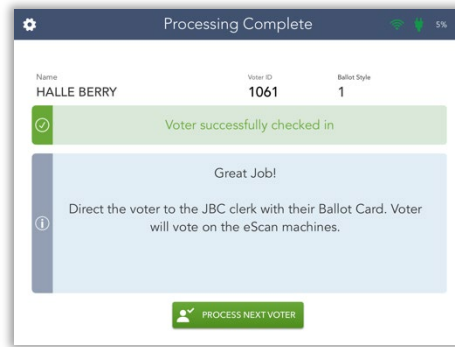 Processing Complete
5%
Name
Voter ID
Ballot Style
HALLE BERRY
1061
1
Voter successfully checked in
Great Job!
Direct the voter to the JBC clerk with their Ballot Card. Voter
will vote on the eScan machines.
PROCESS NEXT VOTER